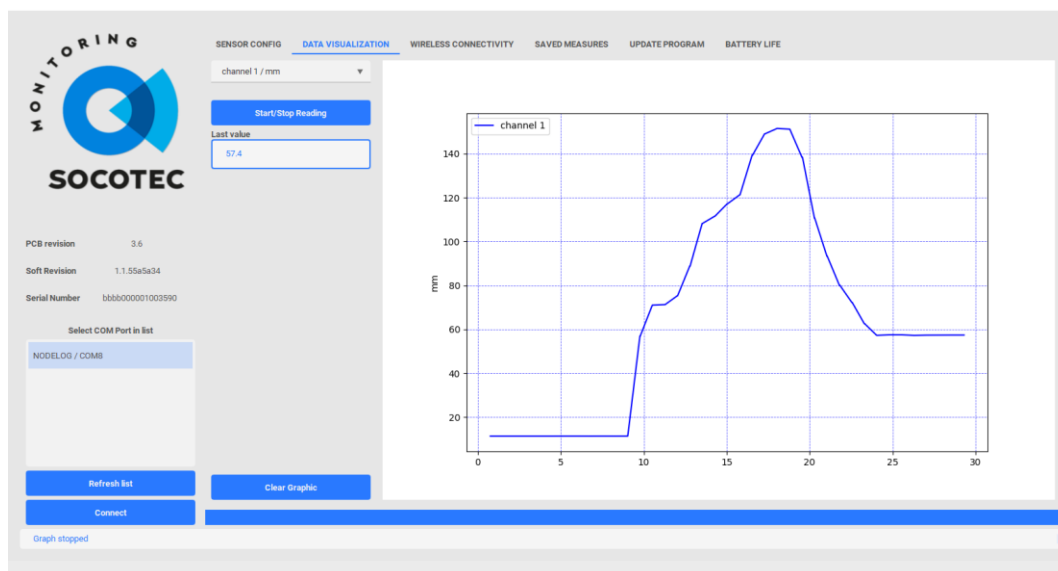 MONITORING
SOCOTEC
SENSOR CONFIG DATA VISUALIZATION WIRELESS CONNECTIVITY SAVED MEASURES UPDATE PROGRAM BATTERY LIFE
channel 1 / mm
Start/Stop Reading
Last value
57.4
PCB revision 3.6
Soft Revision 1.1.55a5a34
Serial Number bbbb000001003590
Select COM Port in list
NODELOG / COM8
Refresh list
Connect
Clear Graphic
Graph stopped
channel 1
mm
140
120
100
80
60
40
20
0 5 10 15 20 25 30